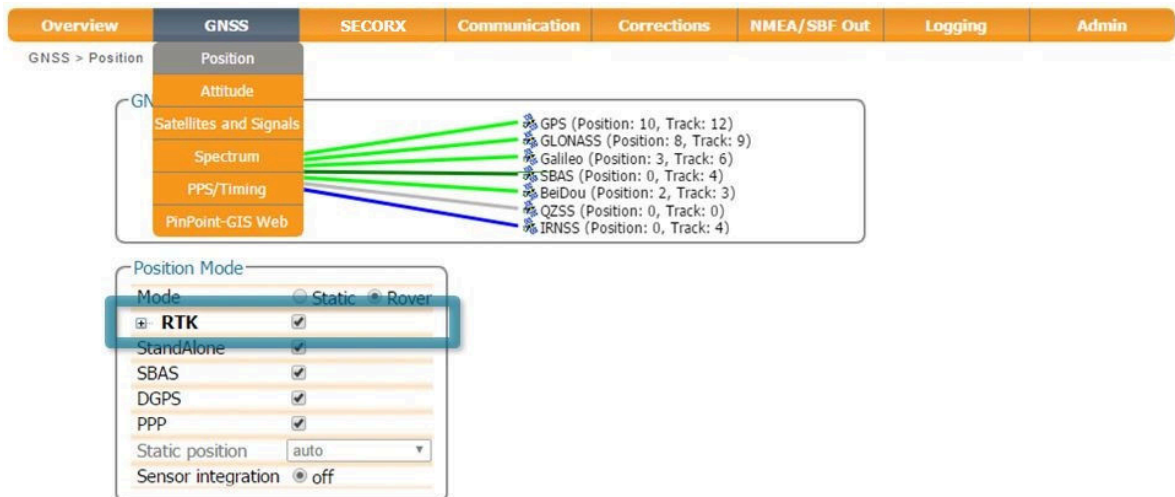 Overview GNSS SECORX Communication Corrections NMEA/SBF Out Logging Admin
GNSS > Position
Position
Attitude
Satellites and Signals
Spectrum
PPS/Timing
PinPoint-GIS Web
GN
GPS (Position: 10, Track: 12)
GLONASS (Position: 8, Track: 9)
Galileo (Position: 3, Track: 6)
SBAS (Position: 0, Track: 4)
BeiDou (Position: 2, Track: 3)
QZSS (Position: 0, Track: 0)
IRNSS (Position: 0, Track: 4)
Position Mode
Mode Static Rover
RTK
StandAlone
SBAS
DGPS
PPP
Static position auto
Sensor integration off